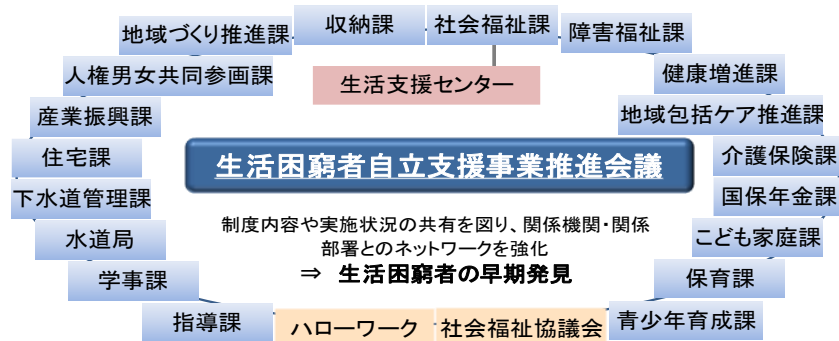 収納課
社会福祉課
地域づくり推進課
障害福祉課
人権男女共同参画課
生活支援センター
健康増進課
産業振興課
地域包括ケア推進課
住宅課
生活困窮者自立支援事業推進会議
介護保険課
下水道管理課
国保年金課
制度内容や実施状況の共有を図り、関係機関・関係
部署とのネットワークを強化
水道局
こども家庭課
⇒ 生活困窮者の早期発見
学事課
保育課
指導課
ハローワーク
社会福祉協議会
青少年育成課